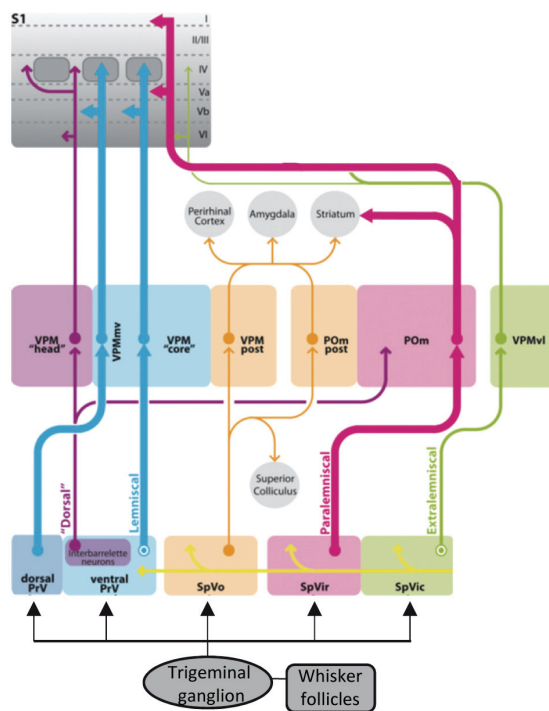 S1
I
II/III
IV
Va
Vb
VI
Perirhinal
Cortex
Amygdala
Striatum
VPM
"head"
VPMmv
VPM
"core"
VPM
post
POm
post
POm
VPMvl
Superior
Colliculus
"Dorsal"
Lemniscal
Paralemniscal
Extralemniscal
Interbarrelette
neurons
dorsal
PrV
ventral
PrV
SpVo
SpVir
SpVic
Trigeminal
ganglion
Whisker
follicles